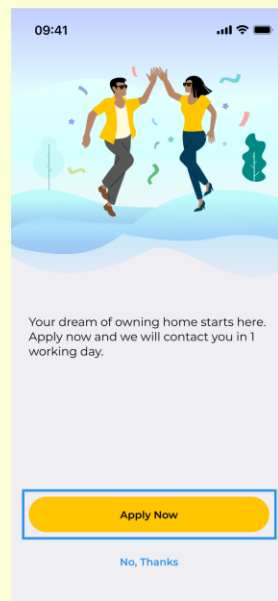 09:41
Your dream of owning home starts here.
Apply now and we will contact you in 1
working day.
Apply Now
No, Thanks